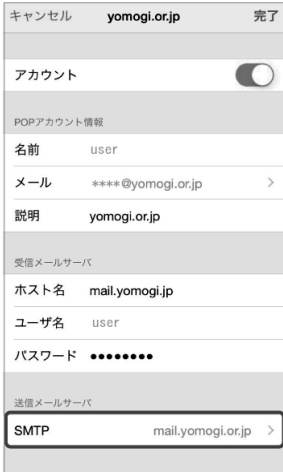 キャンセル yomogi.or.jp 完了
アカウント
POPアカウント情報
名前 user
メール ****@yomogi.or.jp
説明 yomogi.or.jp
受信メールサーバ
ホスト名 mail.yomogi.jp
ユーザ名 user
パスワード ●●●●●●●●
送信メールサーバ
SMTP mail.yomogi.or.jp